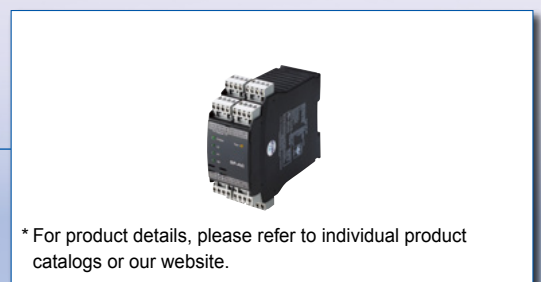 * For product details, please refer to individual product
catalogs or our website.